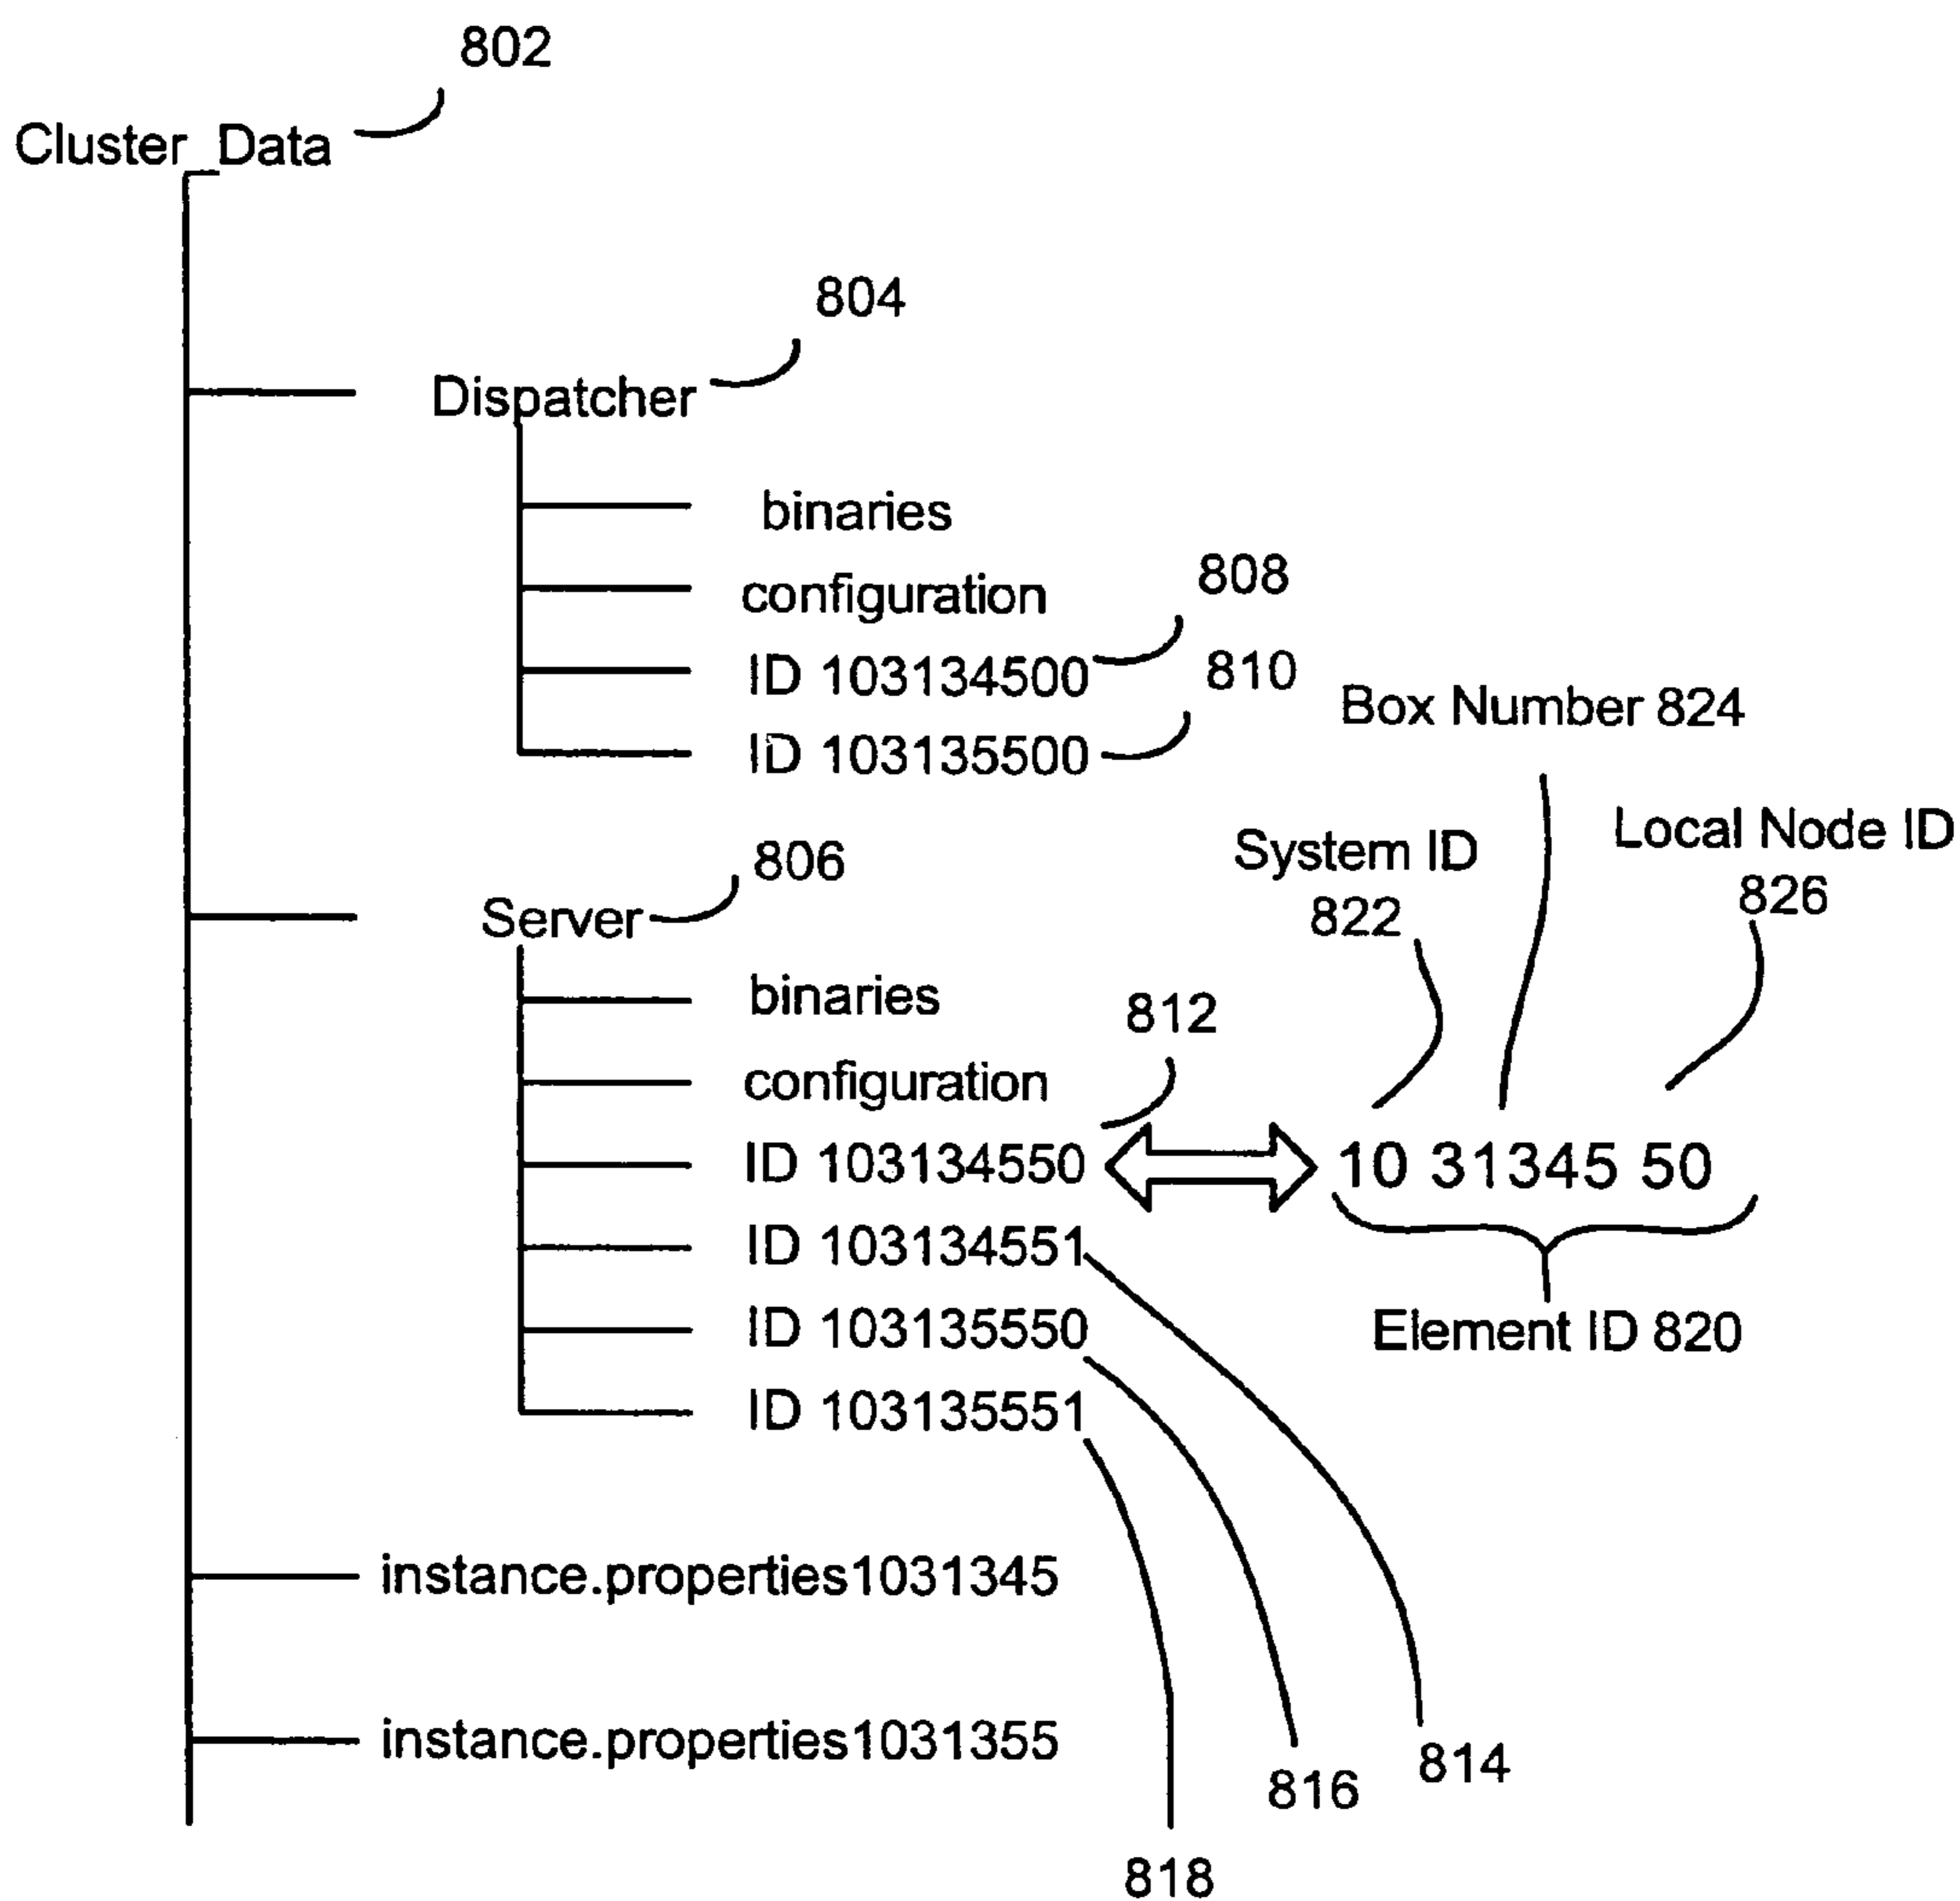 802
Cluster_Data
804
Dispatcher
binaries
configuration
808
ID 103134500
810
ID 103135500
Box Number 824
System ID
822
Local Node ID
826
806
Server
binaries
configuration
812
ID 103134550
10 31345 50
ID 103134551
Element ID 820
ID 103135550
ID 103135551
instance.properties1031345
instance.properties1031355
814
816
818